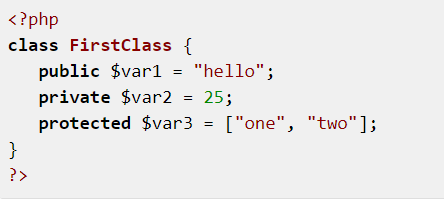 <?php
class FirstClass {
   public $var1 = "hello";
   private $var2 = 25;
   protected $var3 = ["one", "two"];
}
?>